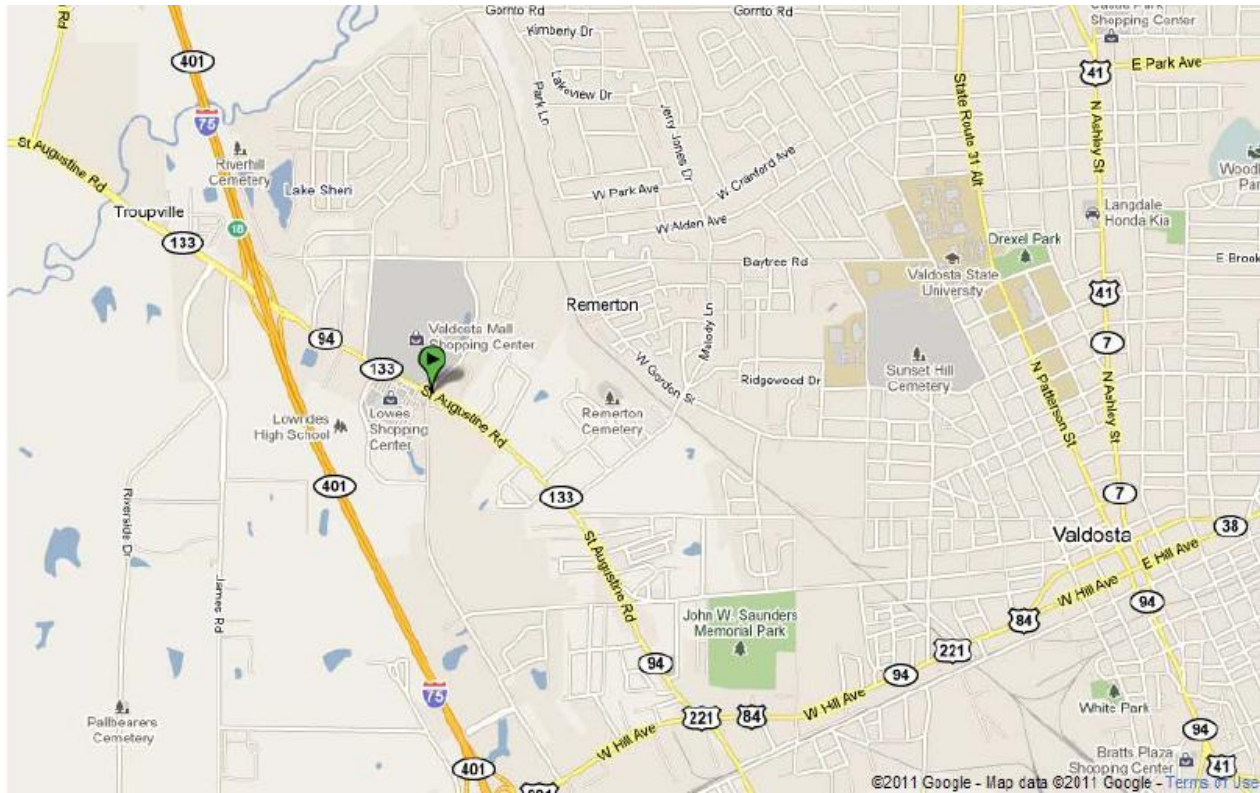 Gornto Rd
Gornto Rd
Kimberly Dr
Shopping Center
Rd
401
41
E Park Ave
75
Lakeview Dr
Park Ln
Jerry Jones Dr
State Route 31 Alt
N Ashley St
St Augustine Rd
Riverhill
Cemetery
Lake Sheri
W Park Ave
W Cranford Ave
Troupville
18
133
W Alden Ave
Langdale
Honda Kia
Drexel Park
Baytree Rd
Valdosta State
University
E Brook
41
Remerton
Melody Ln
94
Valdosta Mall
Shopping Center
7
133
W Gordon St
Ridgewood Dr
Sunset Hill
Cemetery
N Patterson St
N Ashley St
St Augustine Rd
Lowes
Shopping
Center
Remerton
Cemetery
Lowndes
High School
401
133
7
Riverside Dr
Valdosta
38
St Augustine Rd
E Hill Ave
W Hill Ave
James Rd
94
84
John W. Saunders
Memorial Park
221
94
94
75
White Park
Pallbearers
Cemetery
221
84
W Hill Ave
94
W Hill Ave
Bratts Plaza
Shopping Center
41
401
©2011 Google - Map data ©2011 Google - Terms of Use